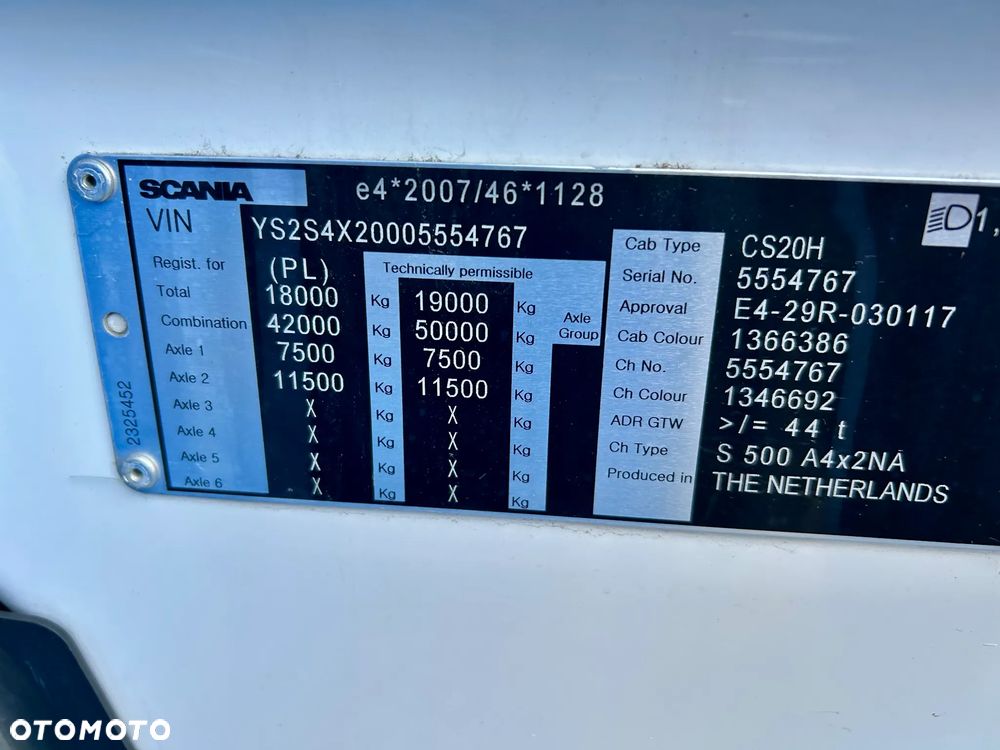 SCANIA e4*2007/46*1128
VIN YS2S4X20005554767
Regist. for (PL) Technically permissible
Total 18000 Kg 19000 Kg Axle Group
Combination 42000 Kg 50000 Kg
Axle 1 7500 Kg 7500 Kg
Axle 2 11500 Kg 11500 Kg
Axle 3 X Kg X Kg
Axle 4 X Kg X Kg
Axle 5 X Kg X Kg
Axle 6 X Kg X Kg
1,
Cab Type CS20H
Serial No. 5554767
Approval E4-29R-030117
Cab Colour 1366386
Ch No. 5554767
Ch Colour 1346692
ADR GTW >/= 44 t
Ch Type S 500 A4x2NA
Produced in THE NETHERLANDS
2325452
OTOMOTO